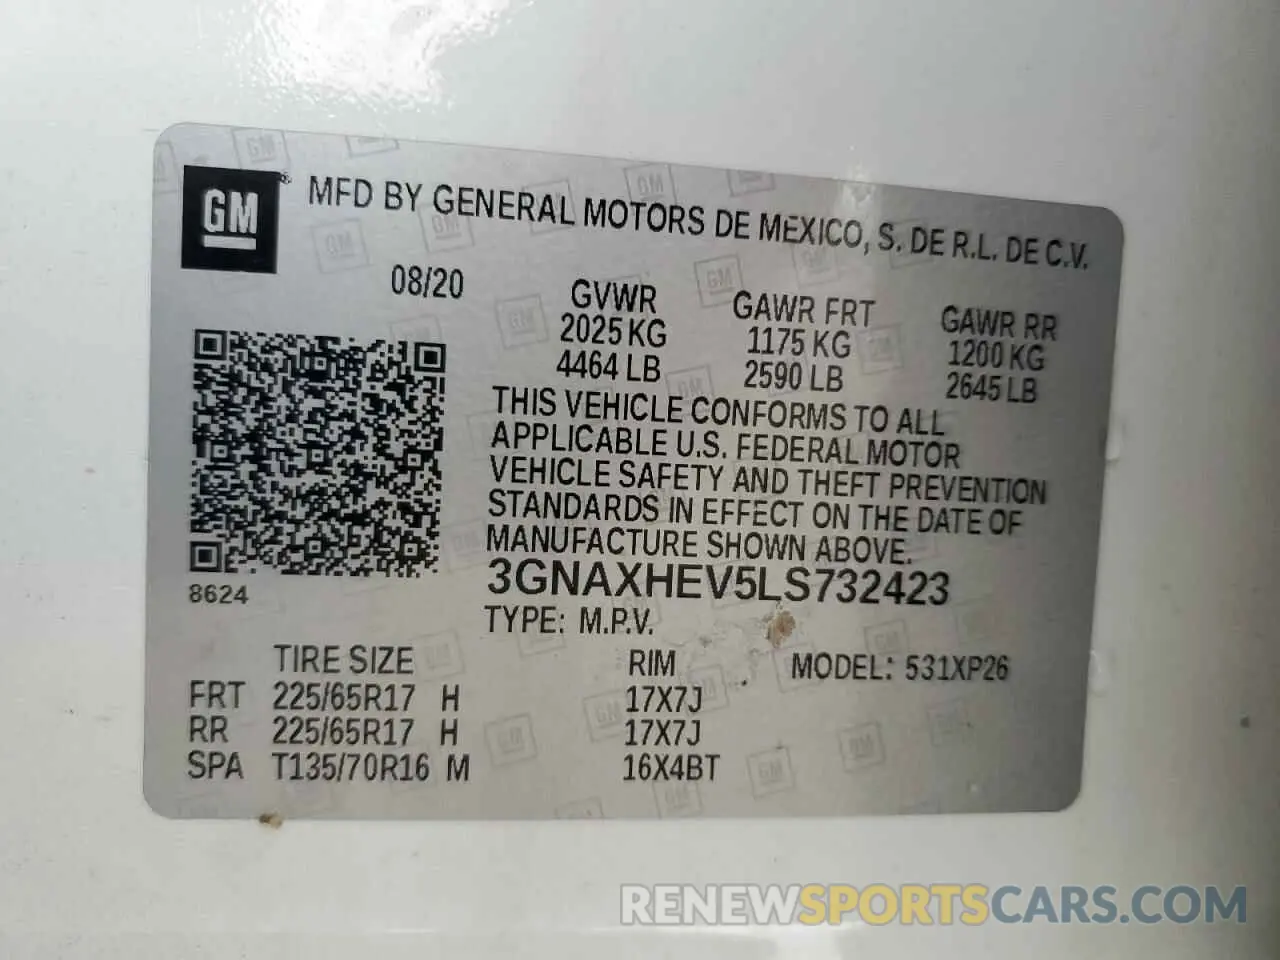 GM ® MFD BY GENERAL MOTORS DE MEXICO, S. DE R.L. DE C.V.
08/20 GVWR GAWR FRT GAWR RR
2025 KG 1175 KG 1200 KG
4464 LB 2590 LB 2645 LB
THIS VEHICLE CONFORMS TO ALL
APPLICABLE U.S. FEDERAL MOTOR
VEHICLE SAFETY AND THEFT PREVENTION
STANDARDS IN EFFECT ON THE DATE OF
MANUFACTURE SHOWN ABOVE.
3GNAXHEV5LS732423
8624
TYPE: M.P.V.
TIRE SIZE RIM MODEL: 531XP26
FRT 225/65R17 H 17X7J
RR 225/65R17 H 17X7J
SPA T135/70R16 M 16X4BT
RENEWSPORTSCARS.COM